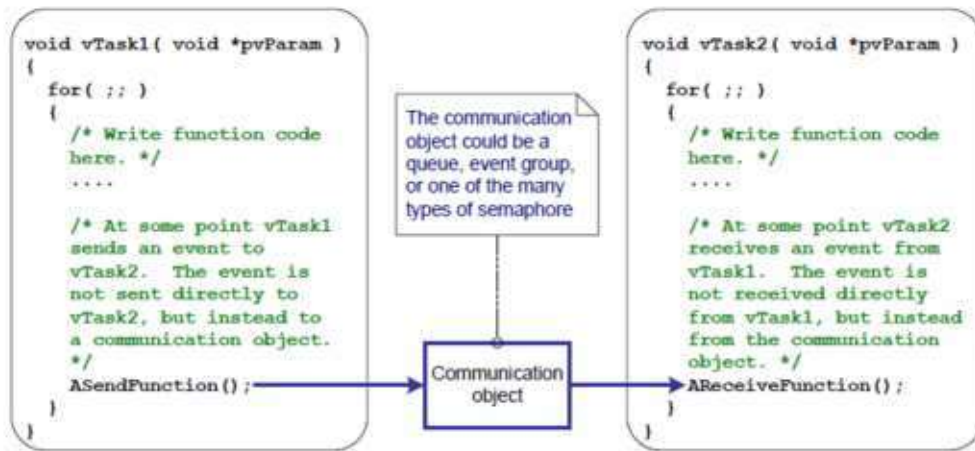 void vTask1( void *pvParam )
{
for( ;; )
{
/* Write function code
here. */
....
/* At some point vTask1
sends an event to
vTask2.  The event is
not sent directly to
vTask2, but instead to
a communication object.
*/
ASendFunction();
}
}
The communication
object could be a
queue, event group,
or one of the many
types of semaphore
Communication
object
void vTask2( void *pvParam )
{
for( ;; )
{
/* Write function code
here. */
....
/* At some point vTask2
receives an event from
vTask1.  The event is
not received directly
from vTask1, but instead
from the communication
object. */
AReceiveFunction();
}
}